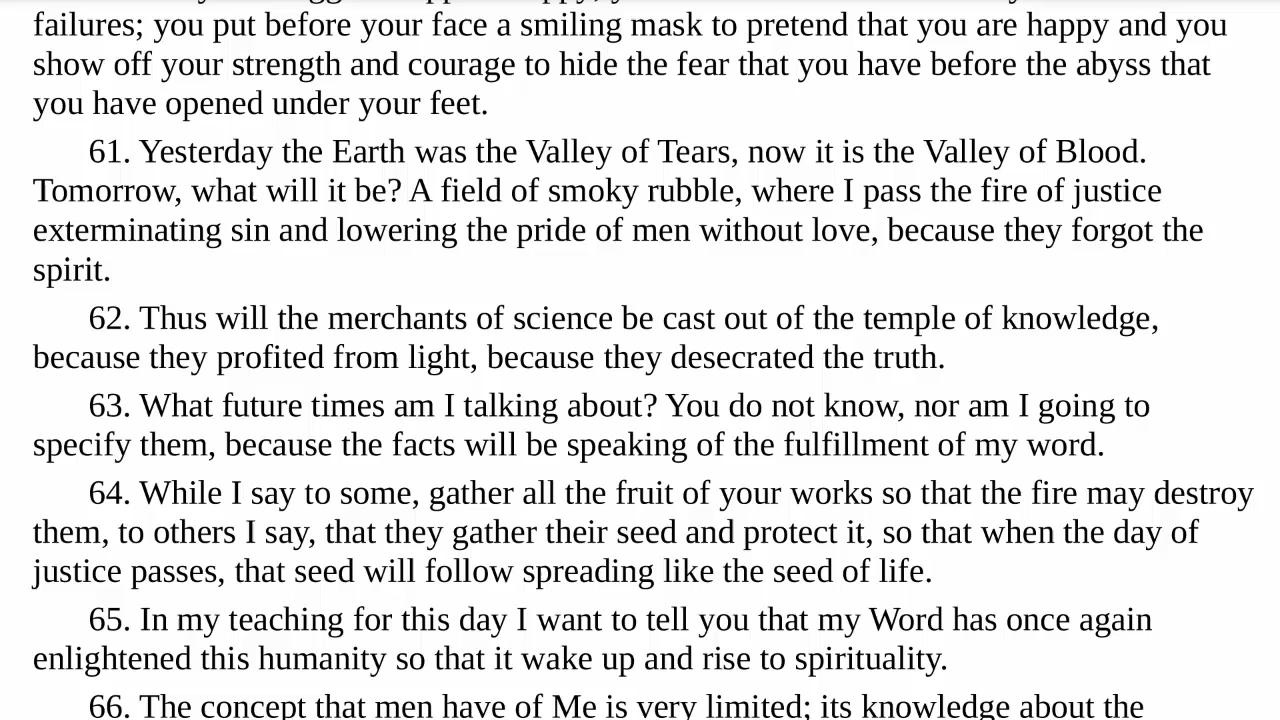 failures; you put before your face a smiling mask to pretend that you are happy and you
show off your strength and courage to hide the fear that you have before the abyss that
you have opened under your feet.
61. Yesterday the Earth was the Valley of Tears, now it is the Valley of Blood.
Tomorrow, what will it be? A field of smoky rubble, where I pass the fire of justice
exterminating sin and lowering the pride of men without love, because they forgot the
spirit.
62. Thus will the merchants of science be cast out of the temple of knowledge,
because they profited from light, because they desecrated the truth.
63. What future times am I talking about? You do not know, nor am I going to
specify them, because the facts will be speaking of the fulfillment of my word.
64. While I say to some, gather all the fruit of your works so that the fire may destroy
them, to others I say, that they gather their seed and protect it, so that when the day of
justice passes, that seed will follow spreading like the seed of life.
65. In my teaching for this day I want to tell you that my Word has once again
enlightened this humanity so that it wake up and rise to spirituality.
66. The concept that men have of Me is very limited; its knowledge about the